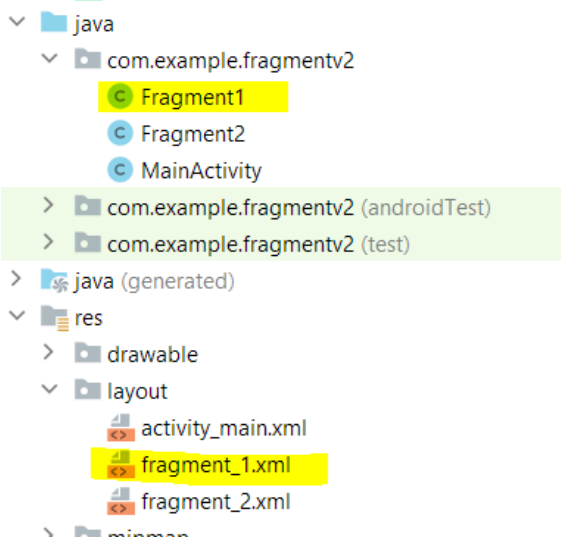 java
com.example.fragmentv2
C Fragment1
C Fragment2
C MainActivity
com.example.fragmentv2 (androidTest)
com.example.fragmentv2 (test)
java (generated)
res
drawable
layout
<> activity_main.xml
<> fragment_1.xml
<> fragment_2.xml